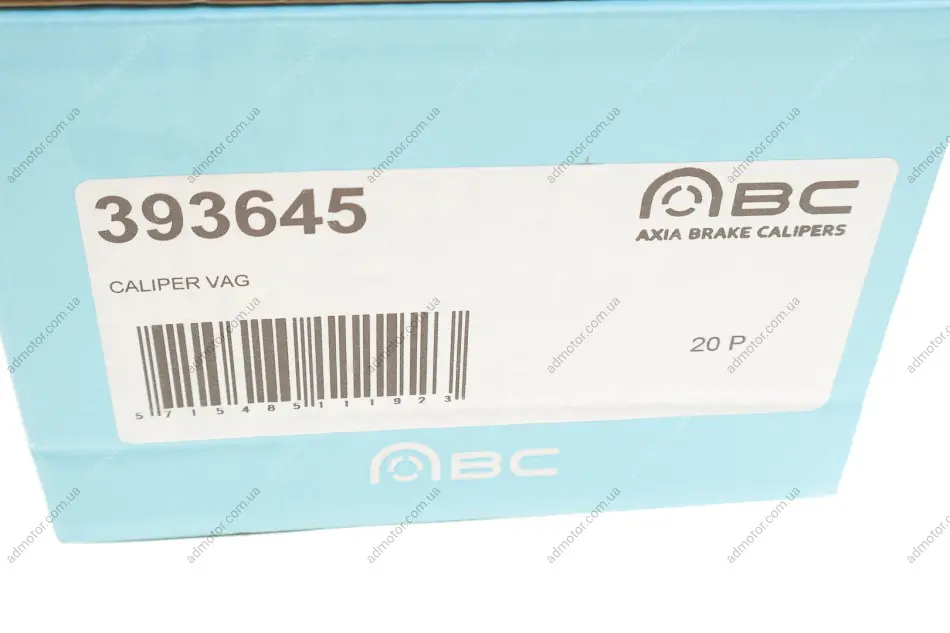 393645
ABC
AXIA BRAKE CALIPERS
CALIPER VAG
20 P
5715485111923
ABC
admotor.com.ua